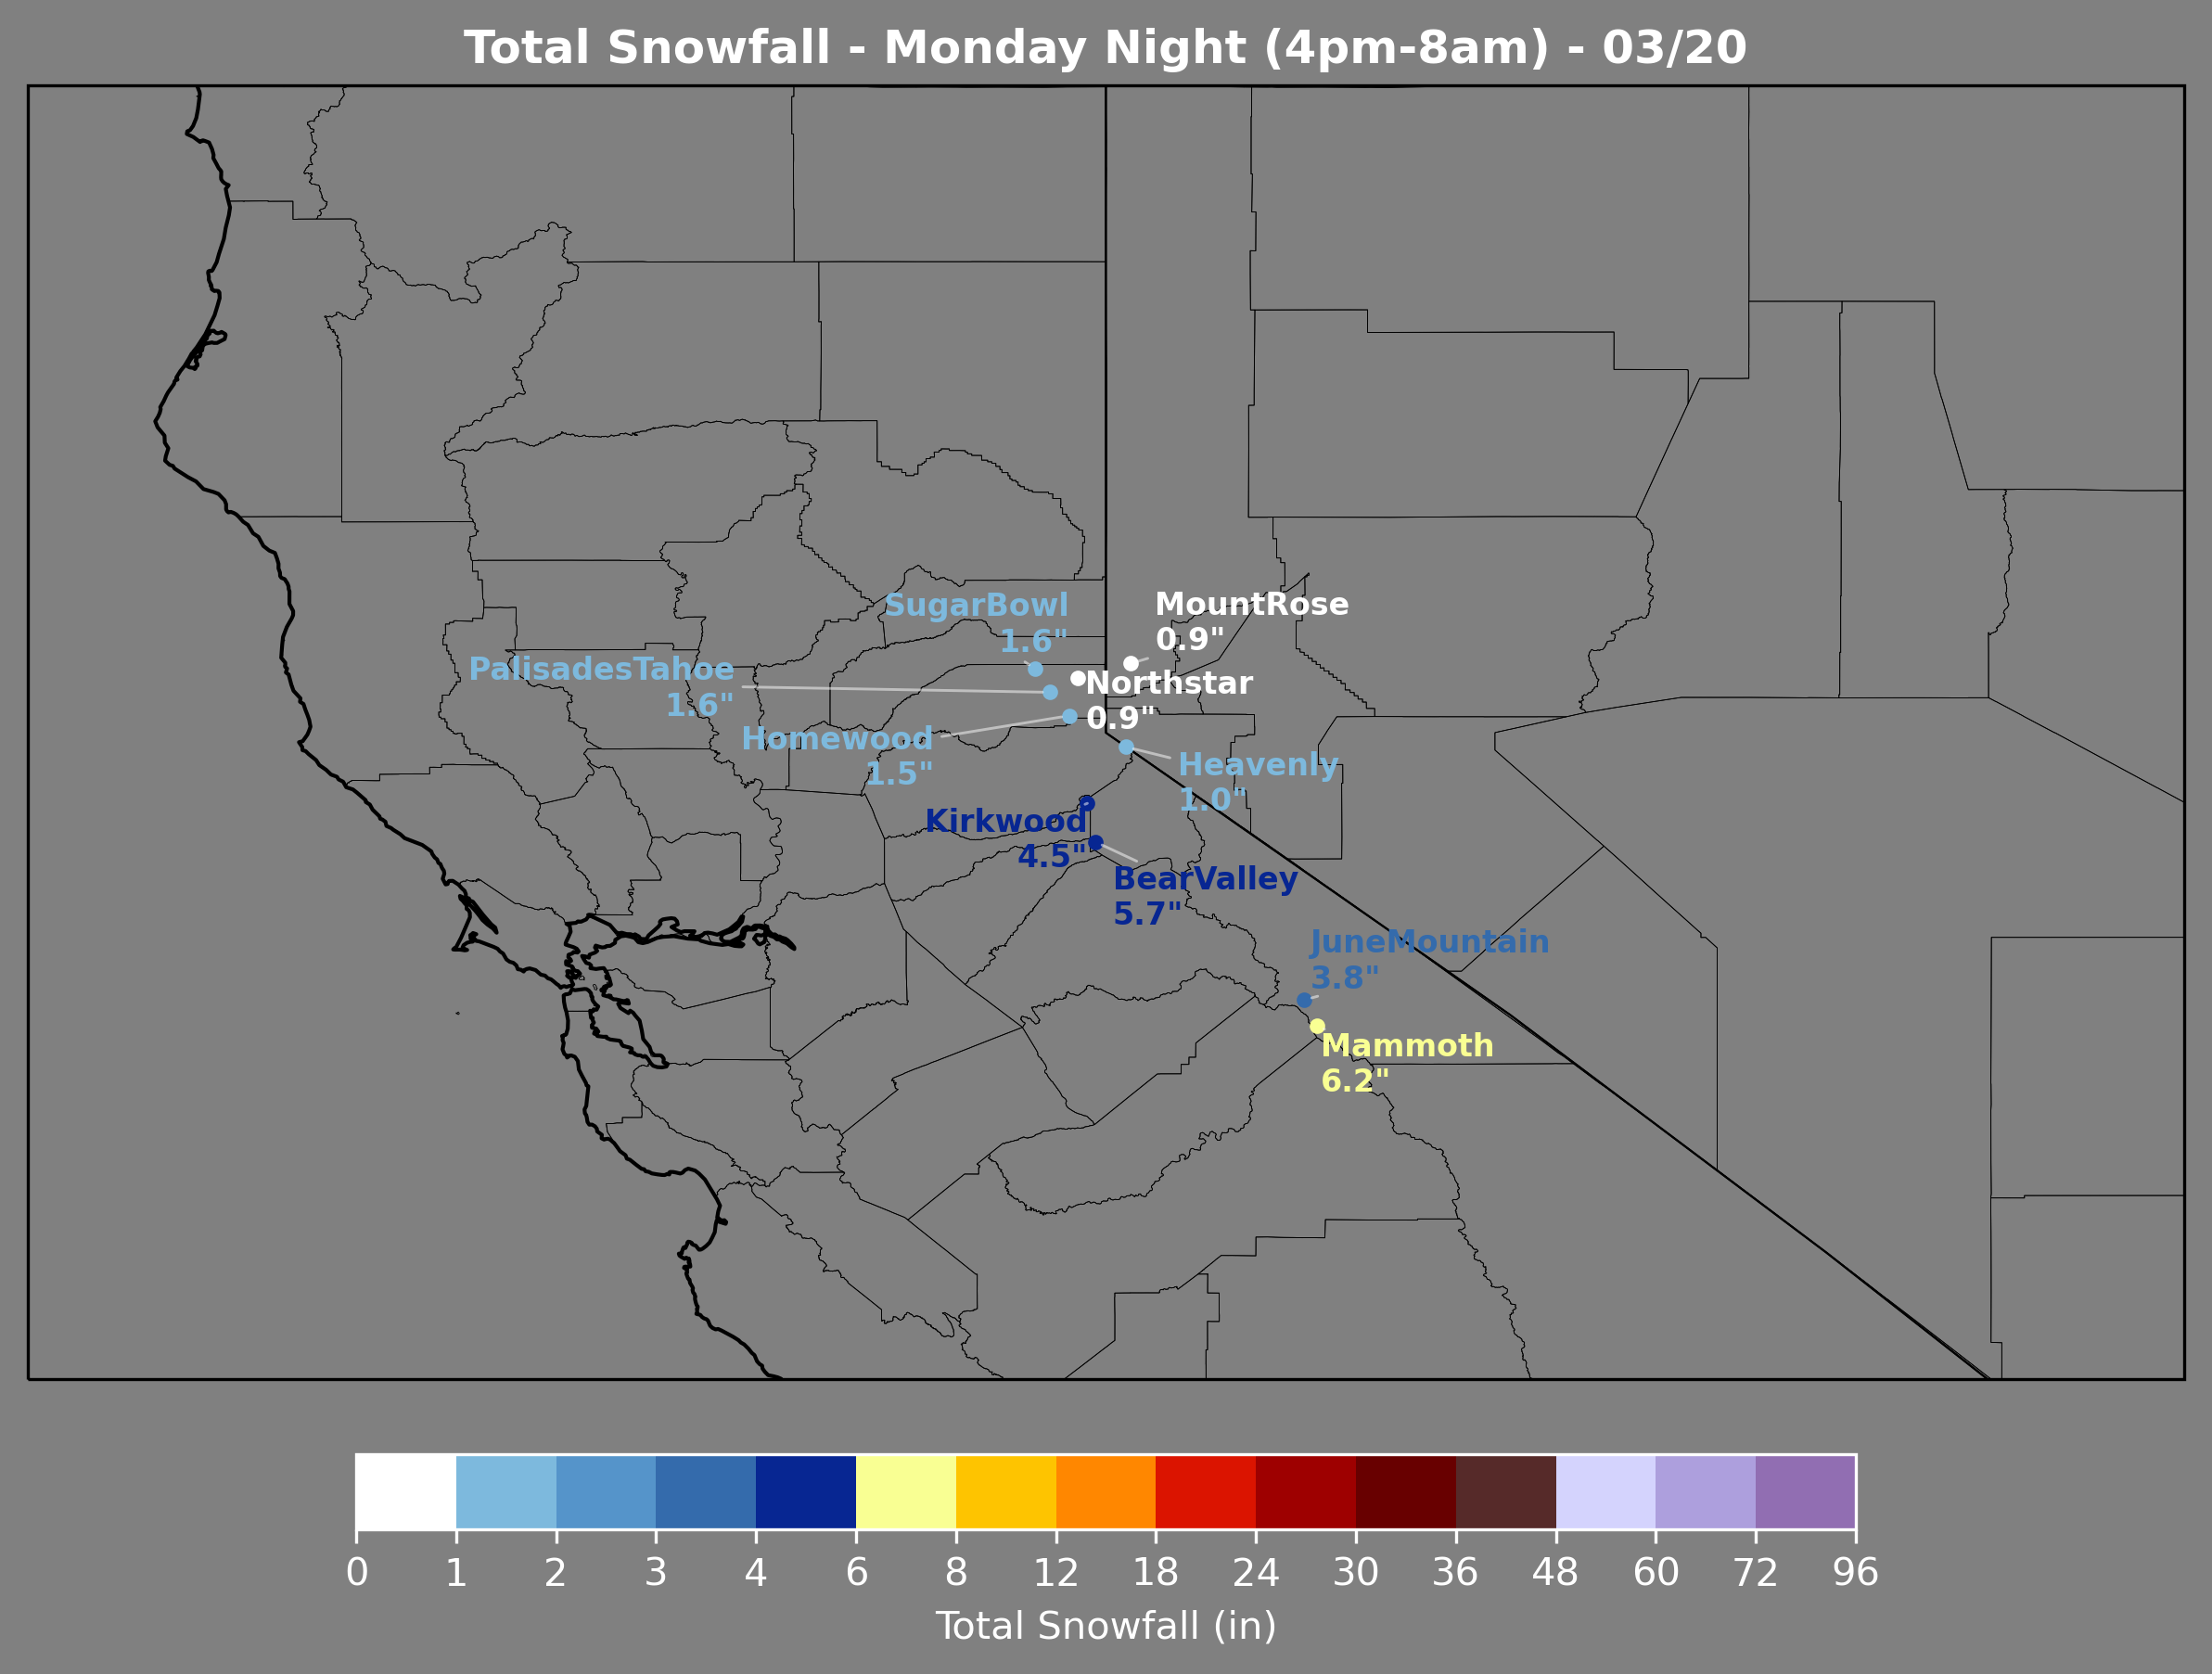 Total Snowfall - Monday Night (4pm-8am) - 03/20
SugarBowl
1.6"
MountRose
0.9"
PalisadesTahoe
1.6"
Northstar
0.9"
Homewood
1.5"
Heavenly
1.0"
Kirkwood
4.5"
BearValley
5.7"
JuneMountain
3.8"
Mammoth
6.2"
0 1 2 3 4 6 8 12 18 24 30 36 48 60 72 96
Total Snowfall (in)